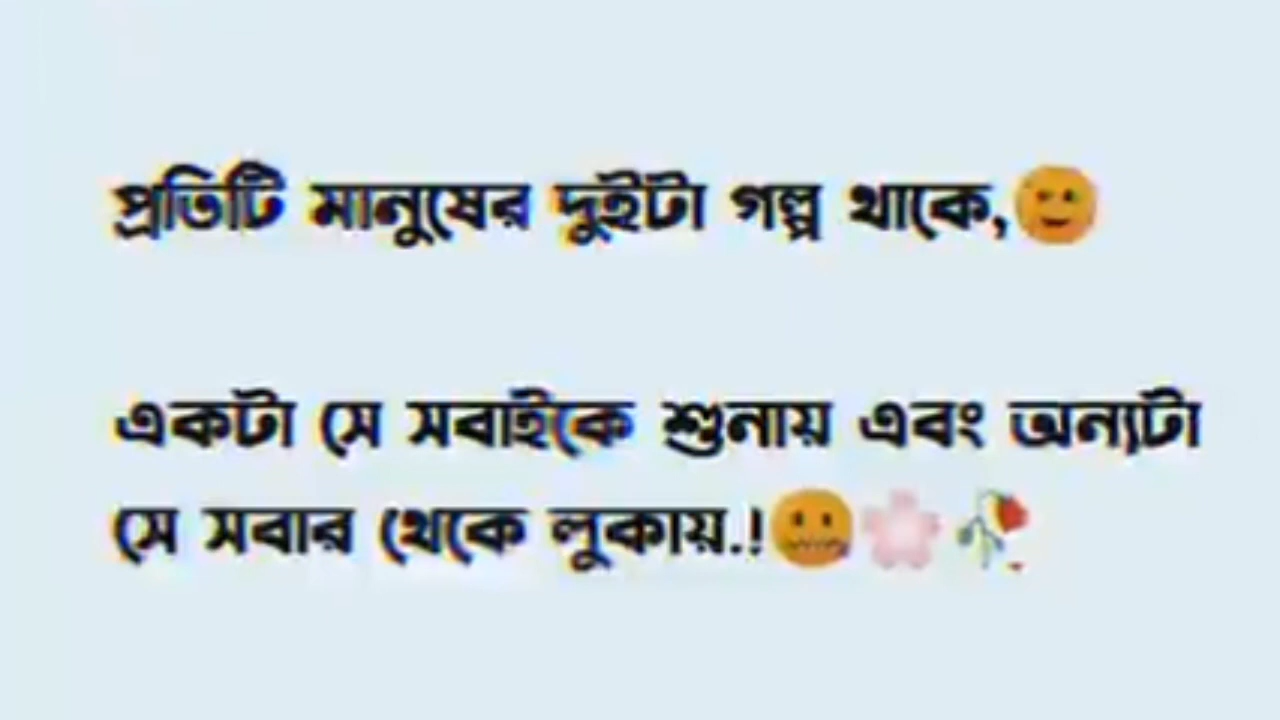 প্রতিটি মানুষের দুইটা গল্প থাকে,🙂
একটা সে সবাইকে শুনায় এবং অন্যটা
সে সবার থেকে লুকায়.!🤐🌸🥀